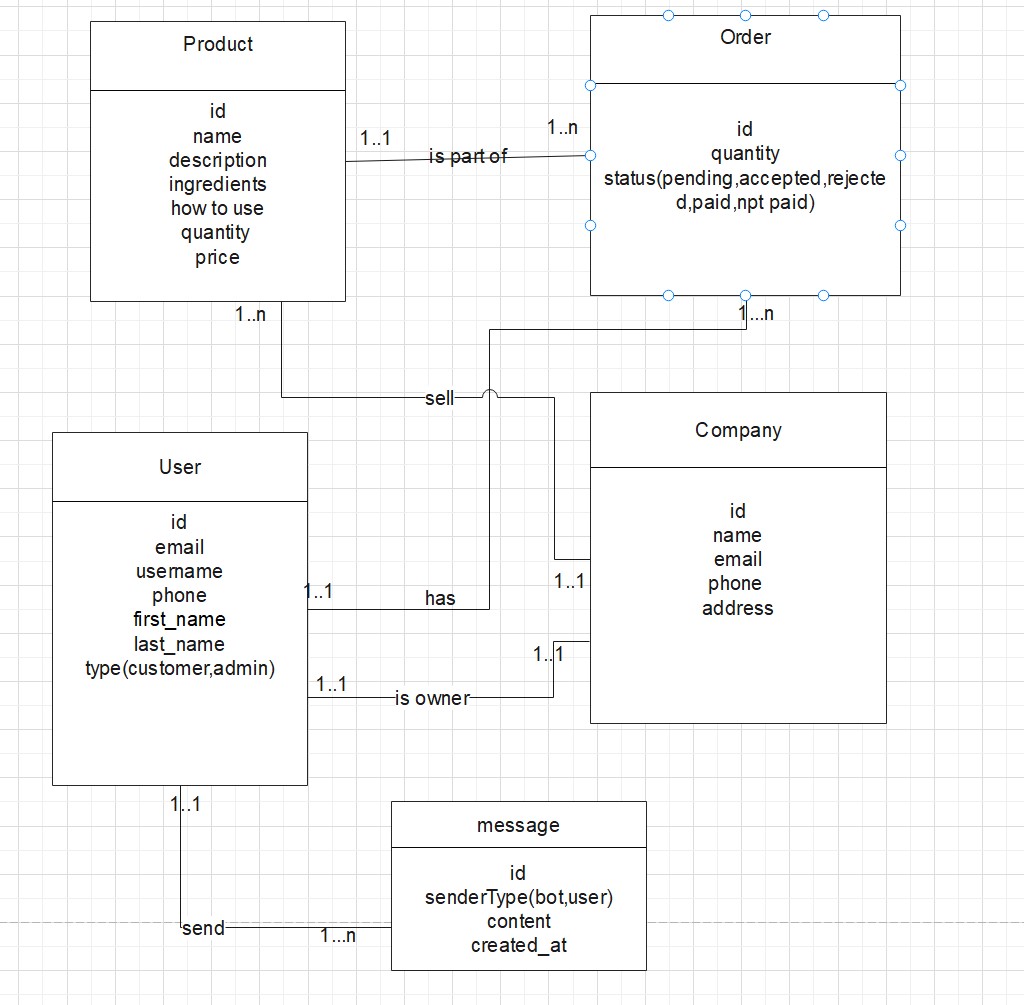 Product
id
name
description
ingredients
how to use
quantity
price
1..1
is part of
1..n
Order
id
quantity
status(pending,accepted,rejecte
d,paid,npt paid)
1..n
1...n
sell
Company
id
name
email
phone
address
User
id
email
username
phone
first_name
last_name
type(customer,admin)
1..1
has
1..1
1..1
is owner
1..1
1..1
send
1...n
message
id
senderType(bot,user)
content
created_at